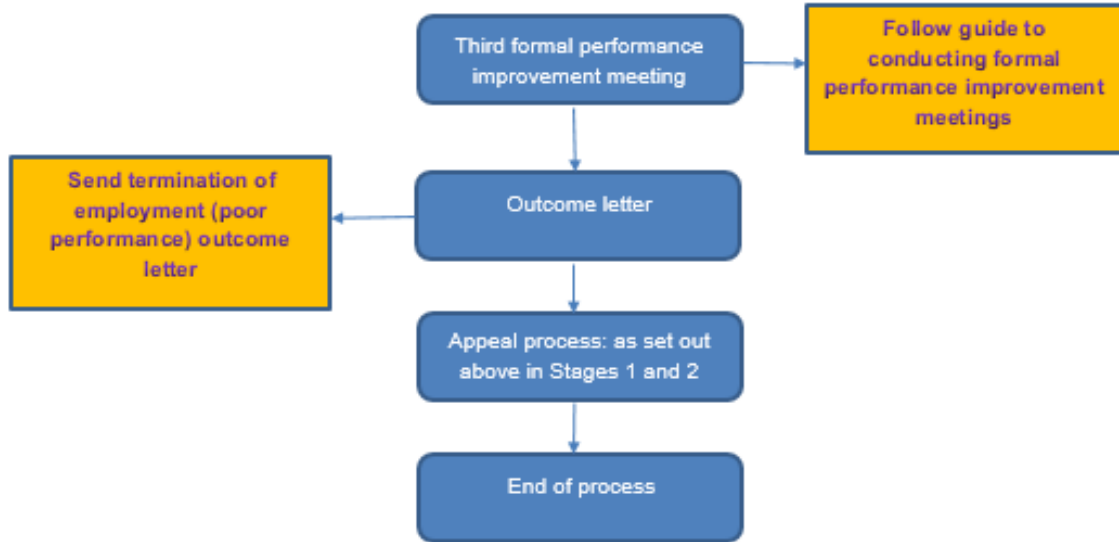 Third formal performance
improvement meeting
Follow guide to
conducting formal
performance improvement
meetings
Send termination of
employment (poor
performance) outcome
letter
Outcome letter
Appeal process: as set out
above in Stages 1 and 2
End of process